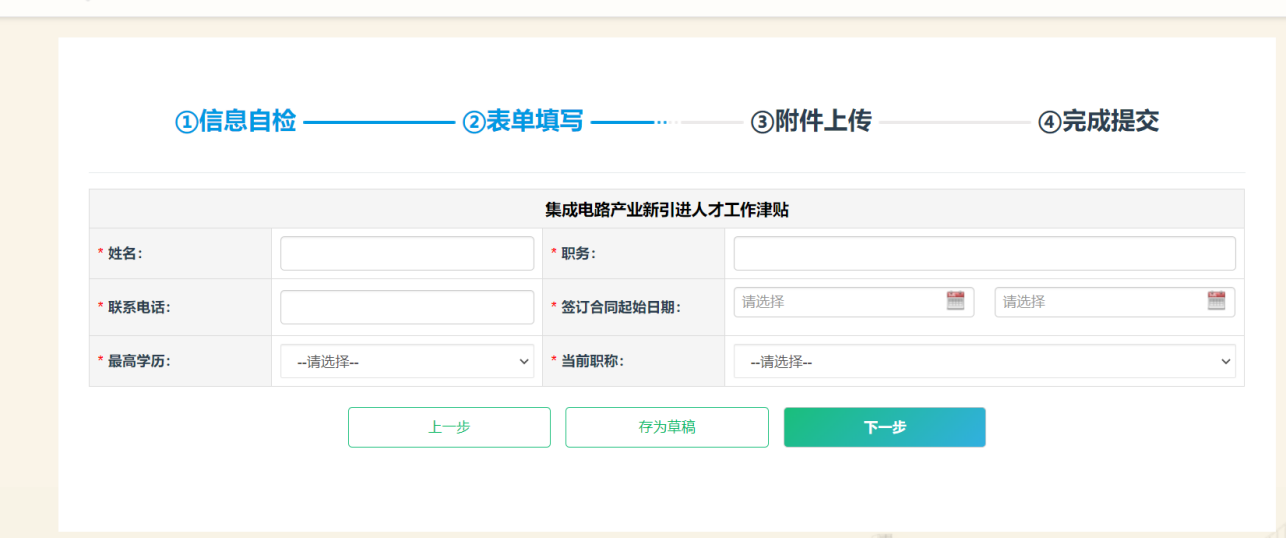 ①信息自检 ②表单填写 ③附件上传 ④完成提交
集成电路产业新引进人才工作津贴
* 姓名： * 职务：
* 联系电话： * 签订合同起始日期： 请选择 请选择
* 最高学历： --请选择-- * 当前职称： --请选择--
上一步 存为草稿 下一步